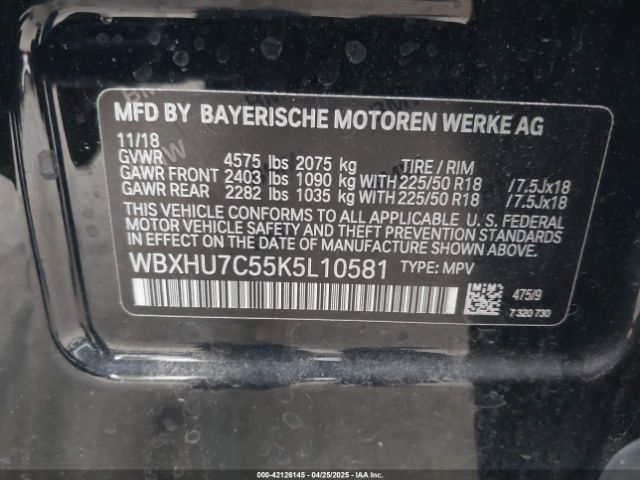 MFD BY BAYERISCHE MOTOREN WERKE AG
11/18
GVWR 4575 lbs 2075 kg TIRE / RIM
GAWR FRONT 2403 lbs 1090 kg WITH 225/50 R18 /7.5Jx18
GAWR REAR 2282 lbs 1035 kg WITH 225/50 R18 /7.5Jx18
THIS VEHICLE CONFORMS TO ALL APPLICABLE U. S. FEDERAL
MOTOR VEHICLE SAFETY AND THEFT PREVENTION STANDARDS
IN EFFECT ON THE DATE OF MANUFACTURE SHOWN ABOVE.
WBXHU7C55K5L10581 TYPE: MPV
475/9
7 320 730
000-42126145 - 04/25/2025 - COPYRIGHT IAA, LLC.